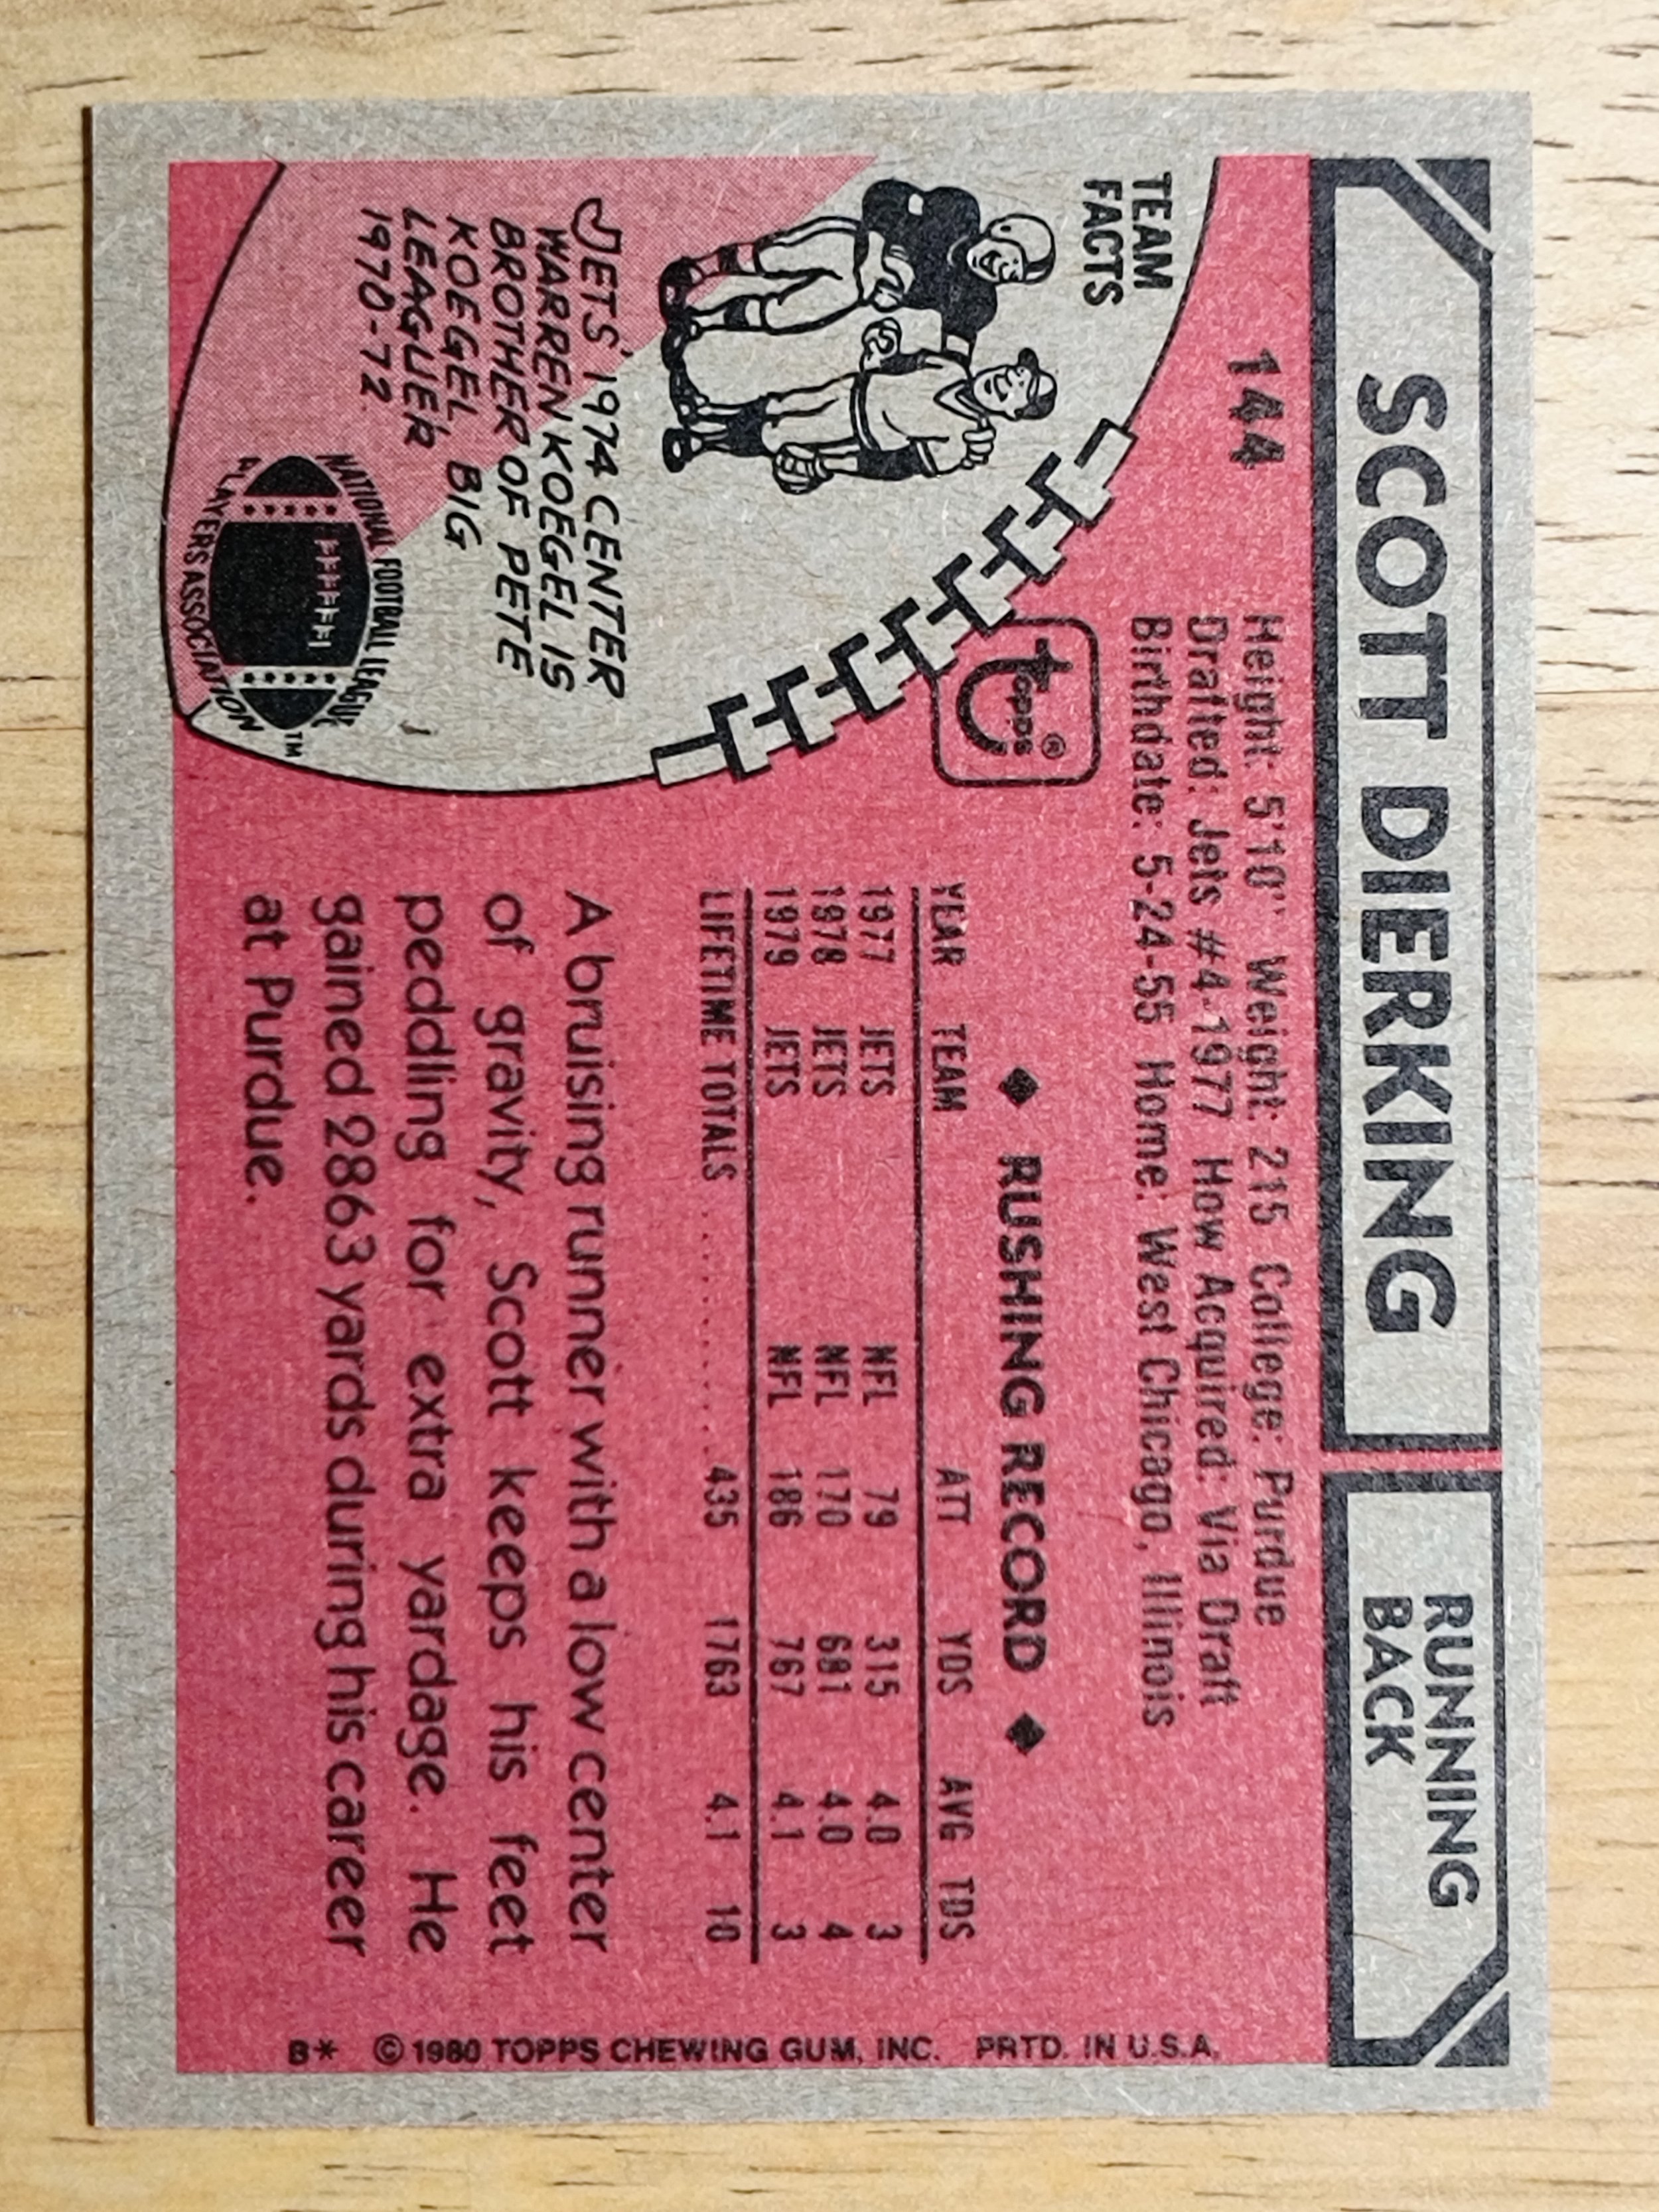 SCOTT DIERKING
RUNNING
BACK
144
Height: 5'10" Weight: 215 College: Purdue
Drafted: Jets #4-1977 How Acquired: Via Draft
Birthdate: 5-24-55 Home: West Chicago, Illinois
TEAM
FACTS
topps®
JETS' 1974 CENTER
WARREN KOEGEL IS
BROTHER OF PETE
KOEGEL, BIG
LEAGUER
1970-72.
NATIONAL FOOTBALL LEAGUE
PLAYERS ASSOCIATION
TM
◆ RUSHING RECORD ◆
YEAR TEAM ATT YDS AVG TDS
1977 JETS NFL 79 315 4.0 3
1978 JETS NFL 170 681 4.0 4
1979 JETS NFL 186 767 4.1 3
LIFETIME TOTALS .............. 435 1763 4.1 10
A bruising runner with a low center
of gravity, Scott keeps his feet
peddling for extra yardage. He
gained 2863 yards during his career
at Purdue.
B* © 1980 TOPPS CHEWING GUM, INC. PRTD. IN U.S.A.